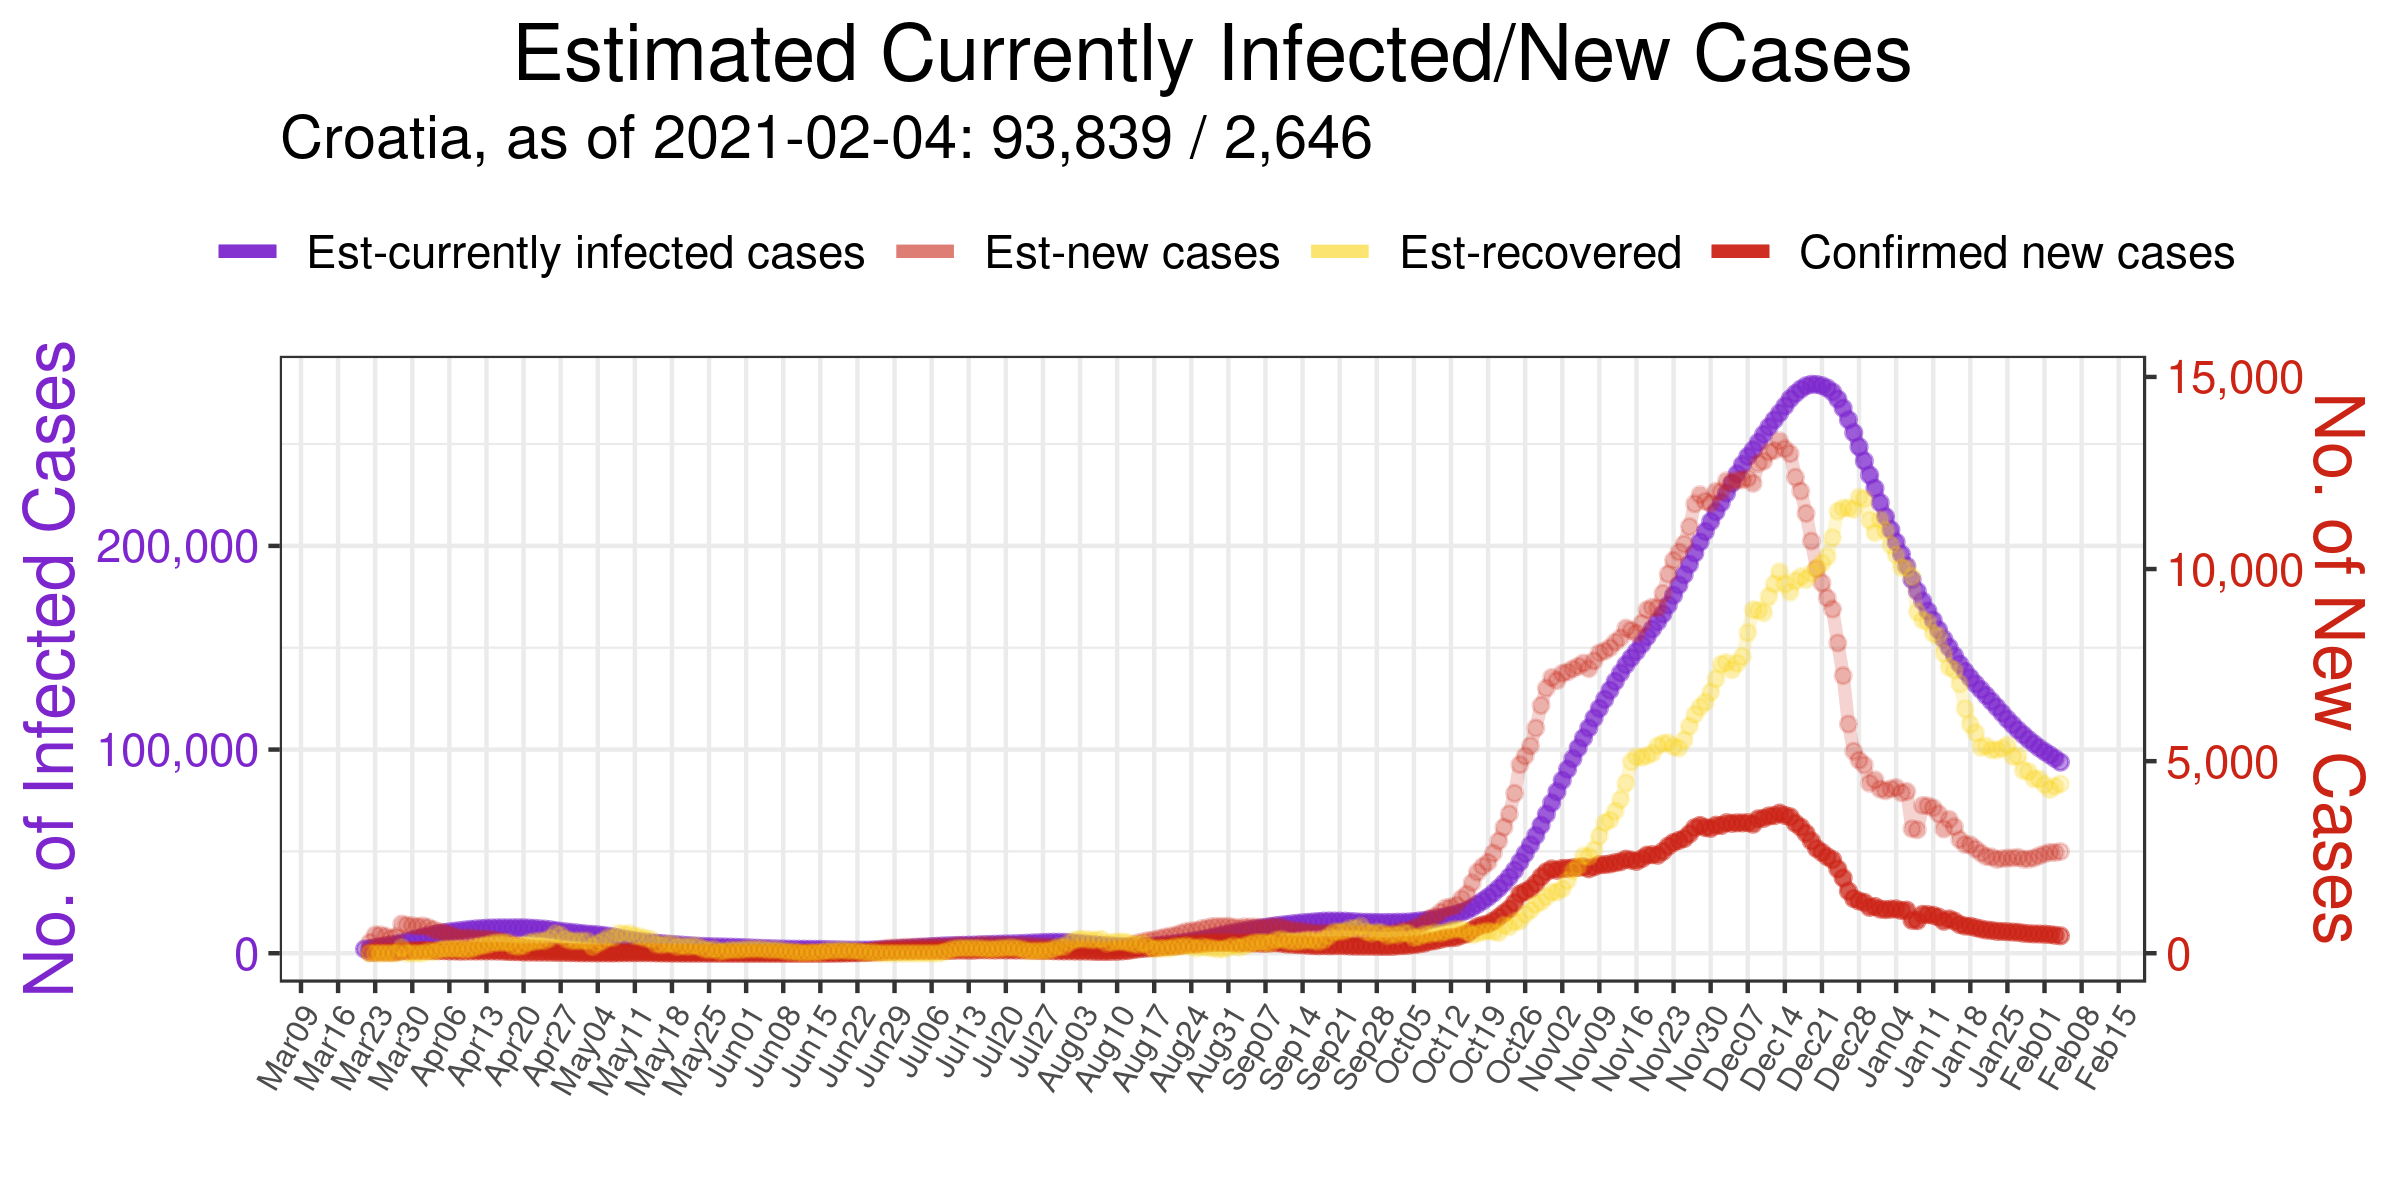 Estimated Currently Infected/New Cases
Croatia, as of 2021-02-04: 93,839 / 2,646
Est-currently infected cases Est-new cases Est-recovered Confirmed new cases
No. of Infected Cases
200,000
100,000
0
15,000
10,000
5,000
0
No. of New Cases
Mar09 Mar16 Mar23 Mar30 Apr06 Apr13 Apr20 Apr27 May04 May11 May18 May25 Jun01 Jun08 Jun15 Jun22 Jun29 Jul06 Jul13 Jul20 Jul27 Aug03 Aug10 Aug17 Aug24 Aug31 Sep07 Sep14 Sep21 Sep28 Oct05 Oct12 Oct19 Oct26 Nov02 Nov09 Nov16 Nov23 Nov30 Dec07 Dec14 Dec21 Dec28 Jan04 Jan11 Jan18 Jan25 Feb01 Feb08 Feb15